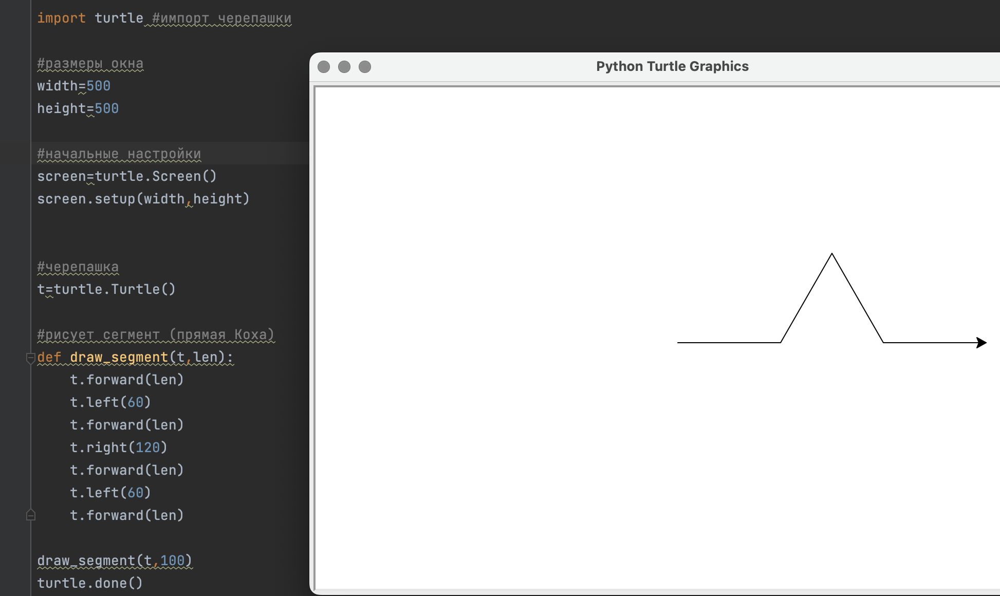 import turtle #импорт черепашки
#размеры окна
width=500
height=500
#начальные настройки
screen=turtle.Screen()
screen.setup(width,height)
#черепашка
t=turtle.Turtle()
#рисует сегмент (прямая Коха)
def draw_segment(t,len):
    t.forward(len)
    t.left(60)
    t.forward(len)
    t.right(120)
    t.forward(len)
    t.left(60)
    t.forward(len)
draw_segment(t,100)
turtle.done()
Python Turtle Graphics